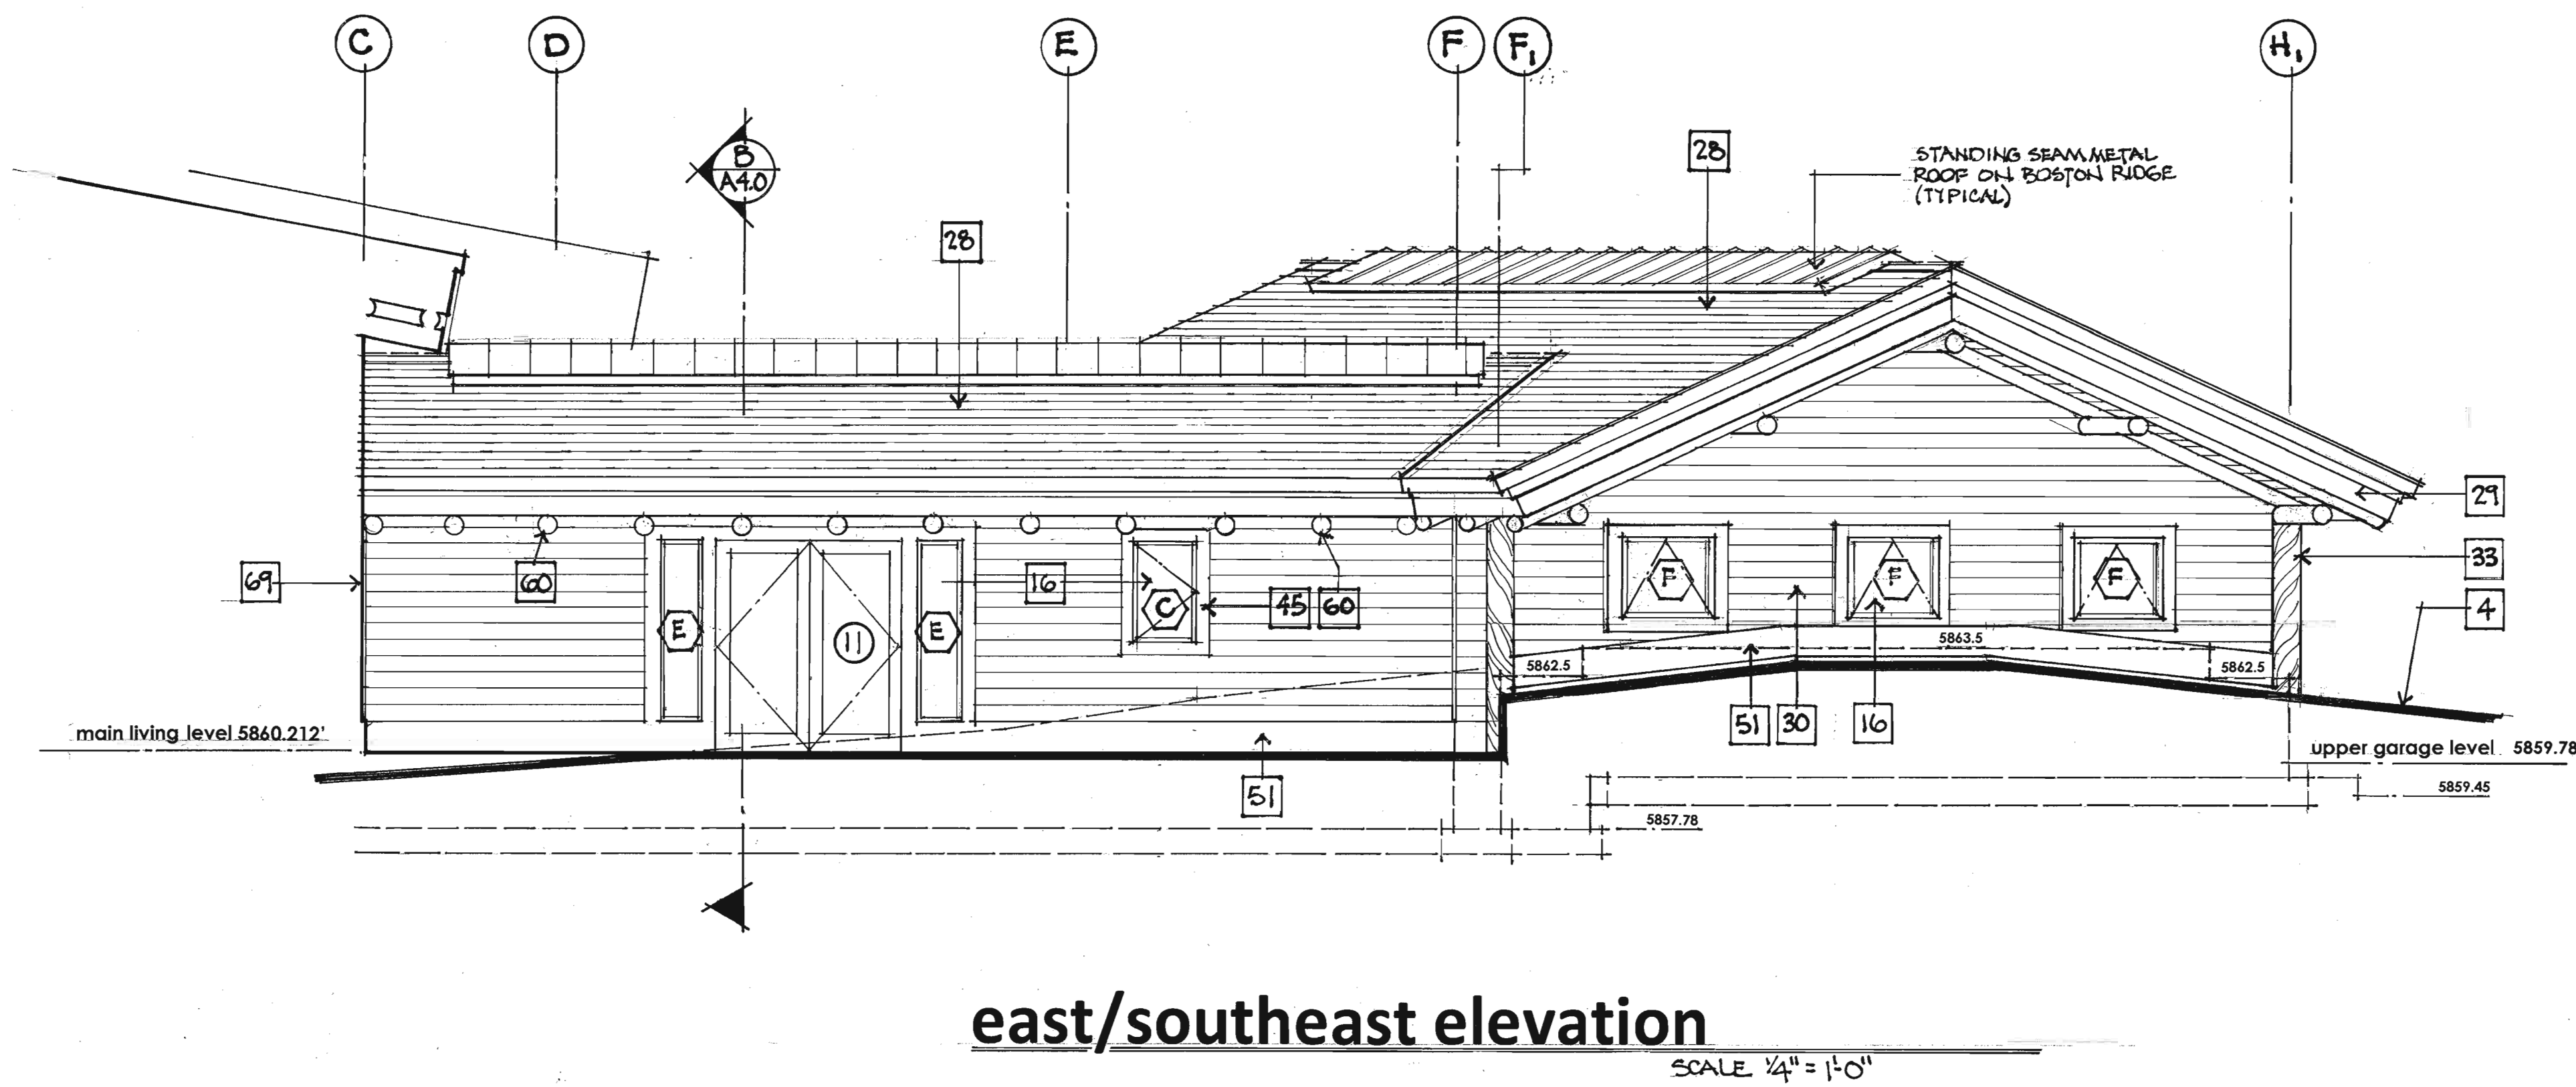 C
D
E
F
F1
H1
B
A4.0
28
28
STANDING SEAM METAL
ROOF ON BOSTON RIDGE
(TYPICAL)
29
33
4
69
60
E
11
E
16
C
45
60
F
F
F
5862.5
5863.5
5862.5
51
30
16
51
main living level 5860.212'
upper garage level 5859.78
5859.45
5857.78
east/southeast elevation
SCALE 1/4" = 1'-0"